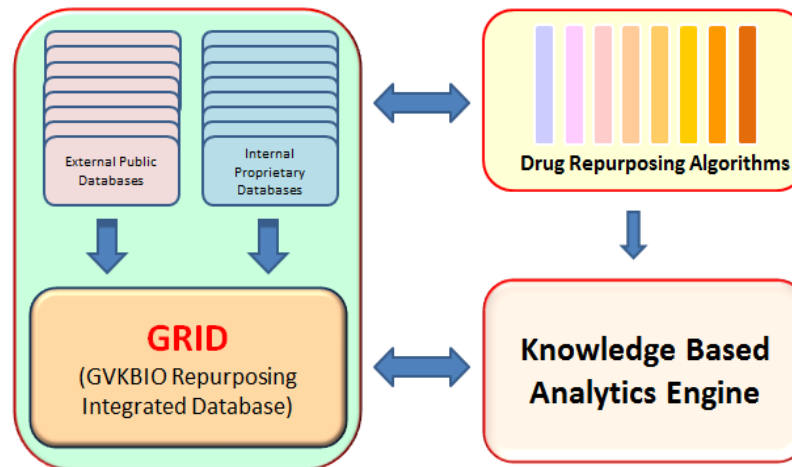 External Public
Databases
Internal
Proprietary
Databases
Drug Repurposing Algorithms
GRID
(GVKBIO Repurposing
Integrated Database)
Knowledge Based
Analytics Engine